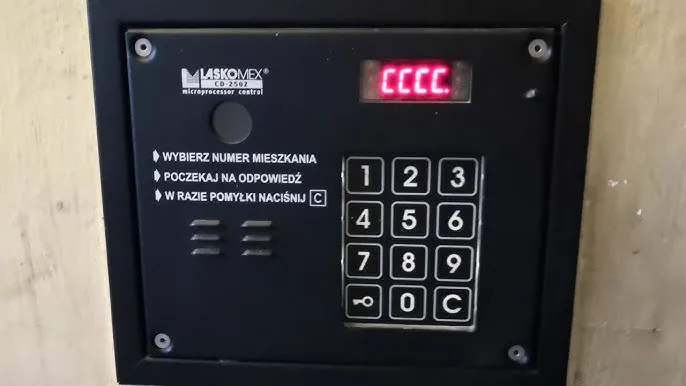 LASKOMEX®
CD-2502
microprocessor control
CCCC.
WYBIERZ NUMER MIESZKANIA
POCZEKAJ NA ODPOWIEDŹ
W RAZIE POMYŁKI NACIŚNIJ C
1 2 3
4 5 6
7 8 9
0 C